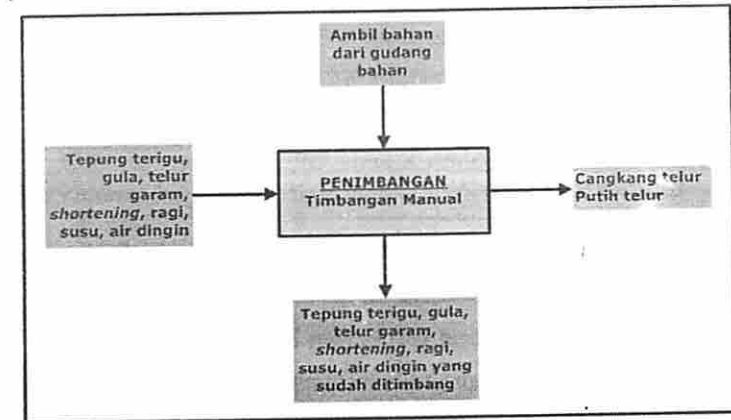 Ambil bahan
dari gudang
bahan
Tepung terigu,
gula, telur
garam,
shortening, ragi,
susu, air dingin
PENIMBANGAN
Timbangan Manual
Cangkang telur
Putih telur
Tepung terigu, gula,
telur garam,
shortening, ragi,
susu, air dingin yang
sudah ditimbang